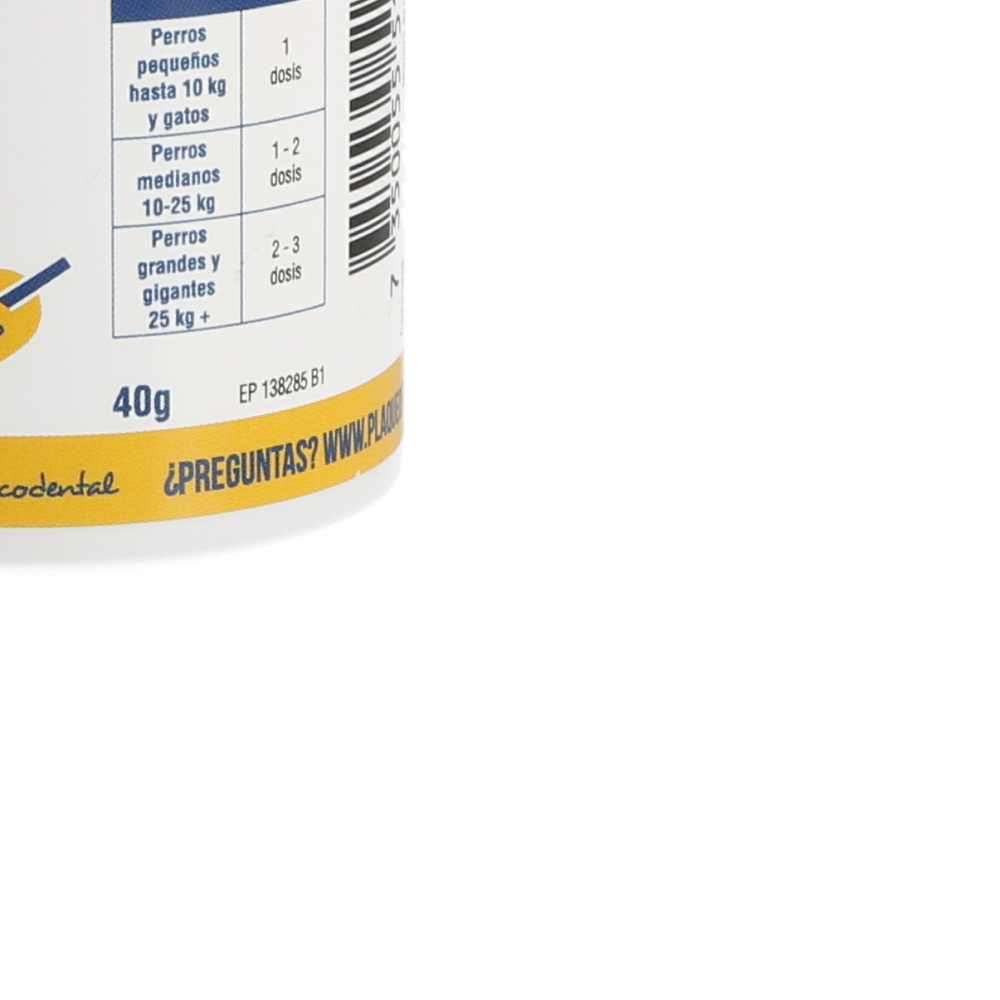 Perros
pequeños
hasta 10 kg
y gatos
1
dosis
Perros
medianos
10-25 kg
1 - 2
dosis
Perros
grandes y
gigantes
25 kg +
2 - 3
dosis
40g
EP 138285 B1
codental
¿PREGUNTAS? WWW.PLAQUE